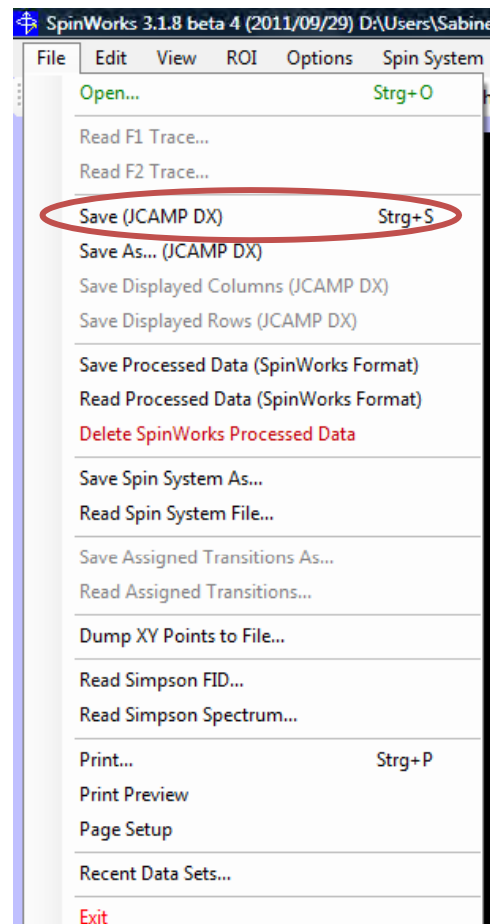 SpinWorks 3.1.8 beta 4 (2011/09/29) D:\Users\Sabine
File Edit View ROI Options Spin System
Open... Strg+O
Read F1 Trace...
Read F2 Trace...
Save (JCAMP DX) Strg+S
Save As... (JCAMP DX)
Save Displayed Columns (JCAMP DX)
Save Displayed Rows (JCAMP DX)
Save Processed Data (SpinWorks Format)
Read Processed Data (SpinWorks Format)
Delete SpinWorks Processed Data
Save Spin System As...
Read Spin System File...
Save Assigned Transitions As...
Read Assigned Transitions...
Dump XY Points to File...
Read Simpson FID...
Read Simpson Spectrum...
Print... Strg+P
Print Preview
Page Setup
Recent Data Sets...
Exit